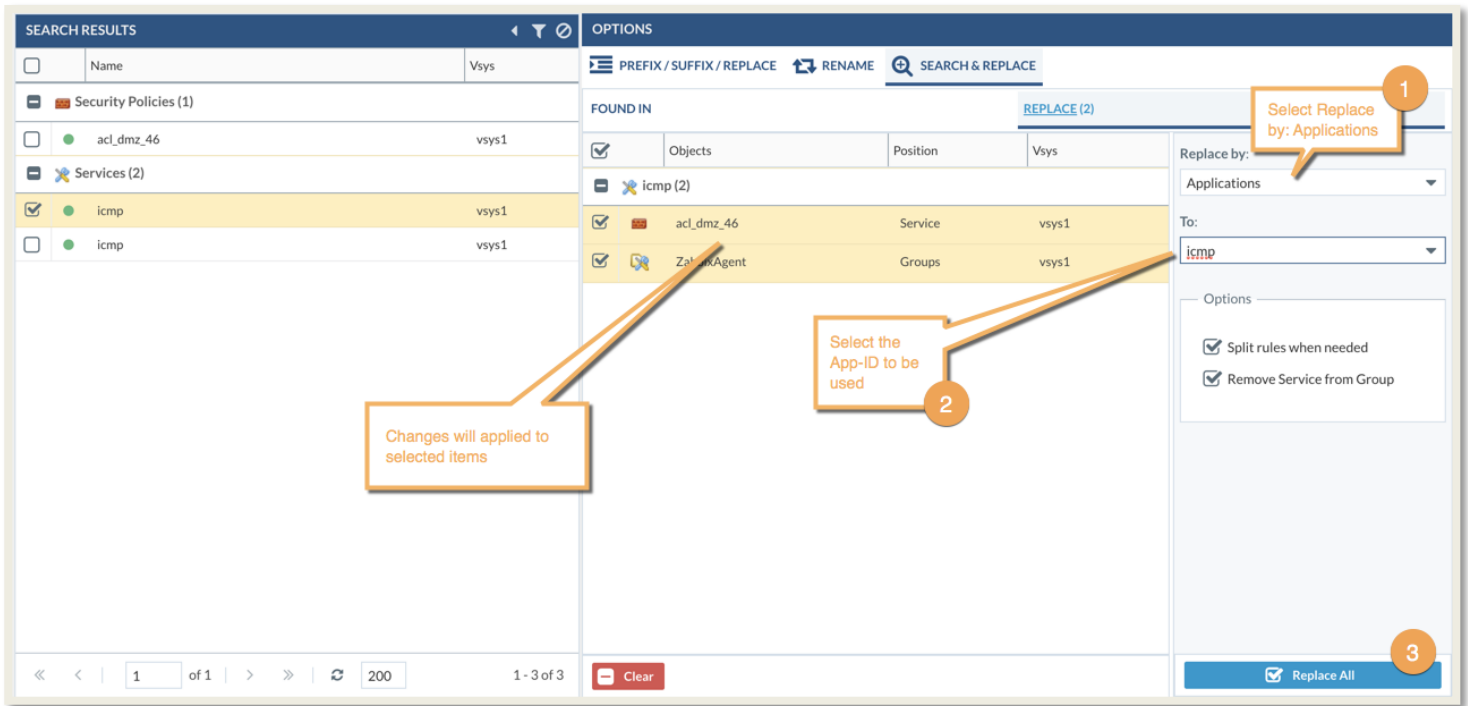 SEARCH RESULTS
Name Vsys
Security Policies (1)
acl_dmz_46 vsys1
Services (2)
icmp vsys1
icmp vsys1
1 of 1 200 1 - 3 of 3
OPTIONS
PREFIX / SUFFIX / REPLACE RENAME SEARCH & REPLACE
FOUND IN REPLACE (2)
Objects Position Vsys
icmp (2)
acl_dmz_46 Service vsys1
Groups vsys1
Clear
1
Select Replace
by: Applications
Replace by:
Applications
To:
icmp
Options
Split rules when needed
Remove Service from Group
Select the
App-ID to be
used
2
Changes will applied to
selected items
3
Replace All